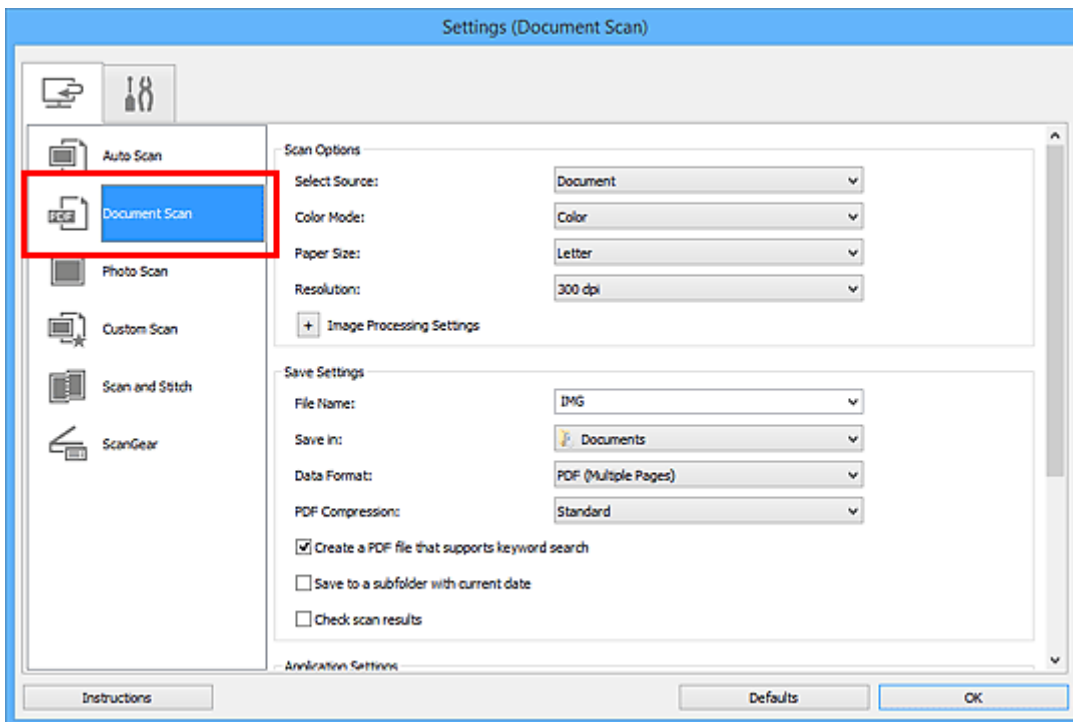 Settings (Document Scan)
Auto Scan
PDF
Document Scan
Photo Scan
Custom Scan
Scan and Stitch
ScanGear
Scan Options
Select Source: Document
Color Mode: Color
Paper Size: Letter
Resolution: 300 dpi
+ Image Processing Settings
Save Settings
File Name: IMG
Save in: Documents
Data Format: PDF (Multiple Pages)
PDF Compression: Standard
Create a PDF file that supports keyword search
Save to a subfolder with current date
Check scan results
Application Settings
Instructions Defaults OK